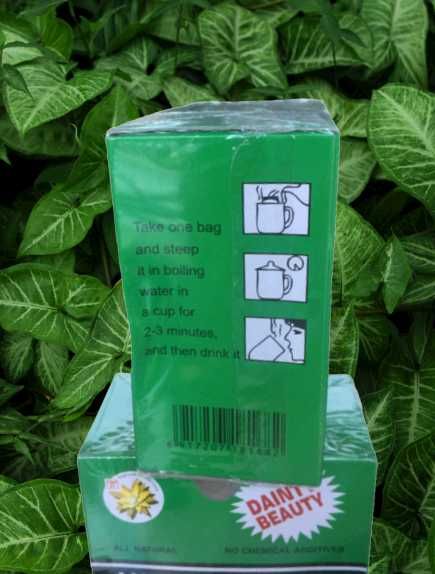 Take one bag
and steep
it in boiling
water in
a cup for
2-3 minutes,
and then drink it
DAINTY
BEAUTY
ALL NATURAL
NO CHEMICAL ADDITIVES